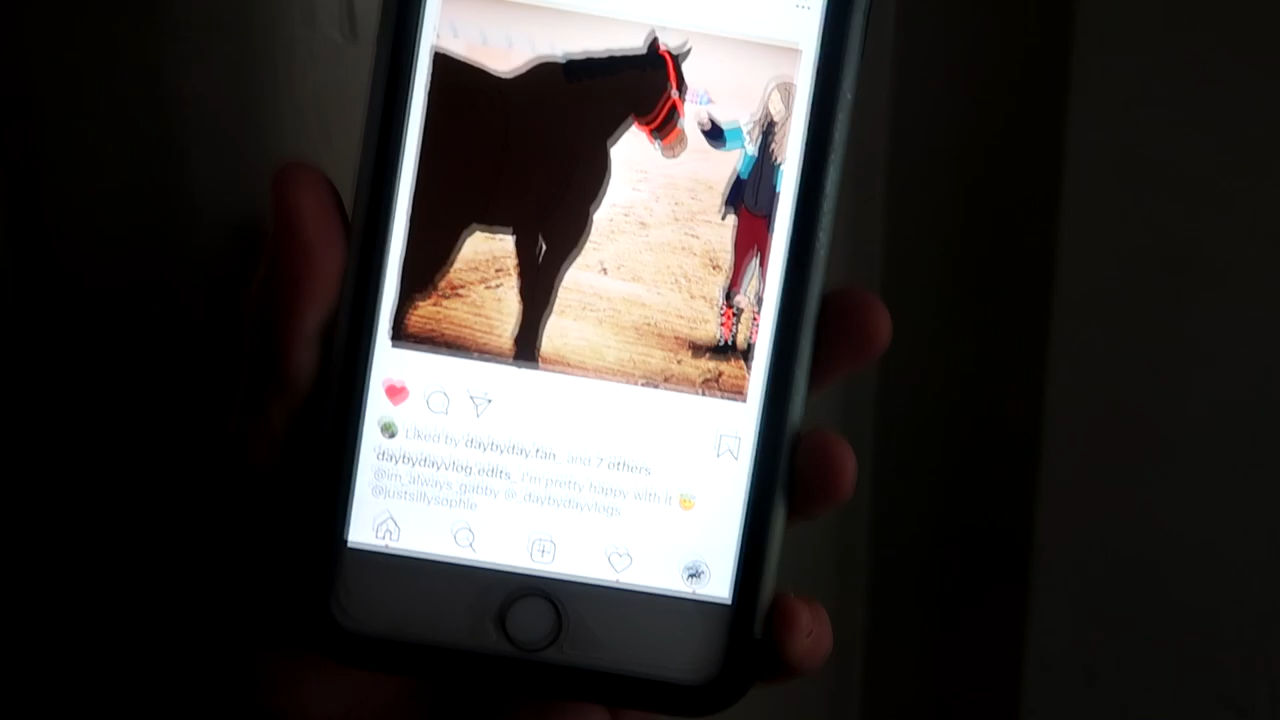 Liked by daybyday.fan_ and 7 others
daybydayvlog.edits_ I'm pretty happy with it 😇
@im_always_gabby @_daybydayvlogs
@justsillysophie